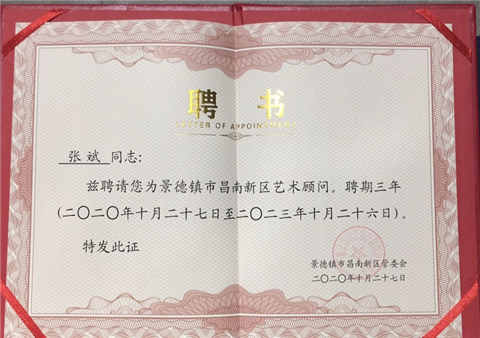 聘书
LETTER OF APPOINTMENT
张斌 同志:
兹聘请您为景德镇市昌南新区艺术顾问。聘期三年
(二〇二〇年十月二十七日至二〇二三年十月二十六日)。
特发此证
景德镇市昌南新区管委会
二〇二〇年十月二十七日